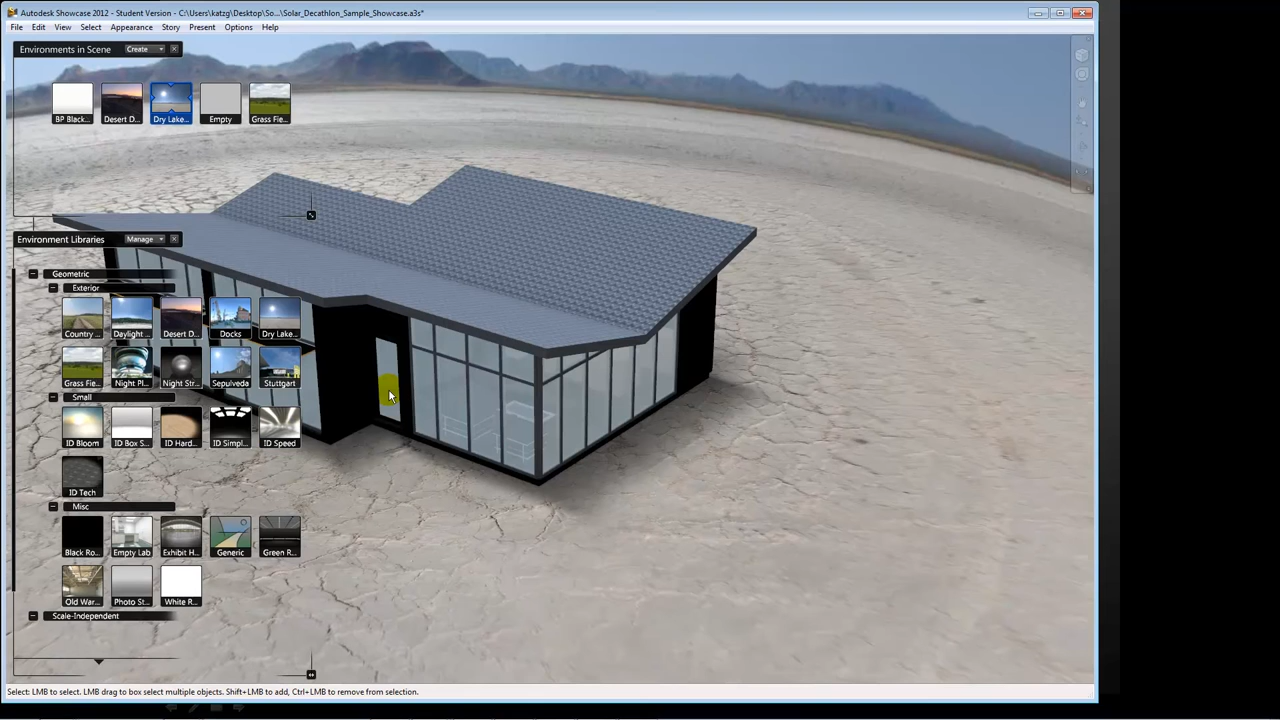 Autodesk Showcase 2012 - Student Version - C:\Users\katzg\Desktop\So...\Solar_Decathlon_Sample_Showcase.a3s*
File Edit View Select Appearance Story Present Options Help
Environments in Scene Create
BP Black... Desert D... Dry Lake... Empty Grass Fie...
Environment Libraries Manage
Geometric
Exterior
Country ... Daylight ... Desert D... Docks Dry Lake...
Grass Fie... Night Pl... Night Str... Sepulveda Stuttgart
Small
ID Bloom ID Box S... ID Hard... ID Simpl... ID Speed
ID Tech
Misc
Black Ro... Empty Lab Exhibit H... Generic Green R...
Old War... Photo St... White R...
Scale-Independent
Select: LMB to select. LMB drag to box select multiple objects. Shift+LMB to add, Ctrl+LMB to remove from selection.